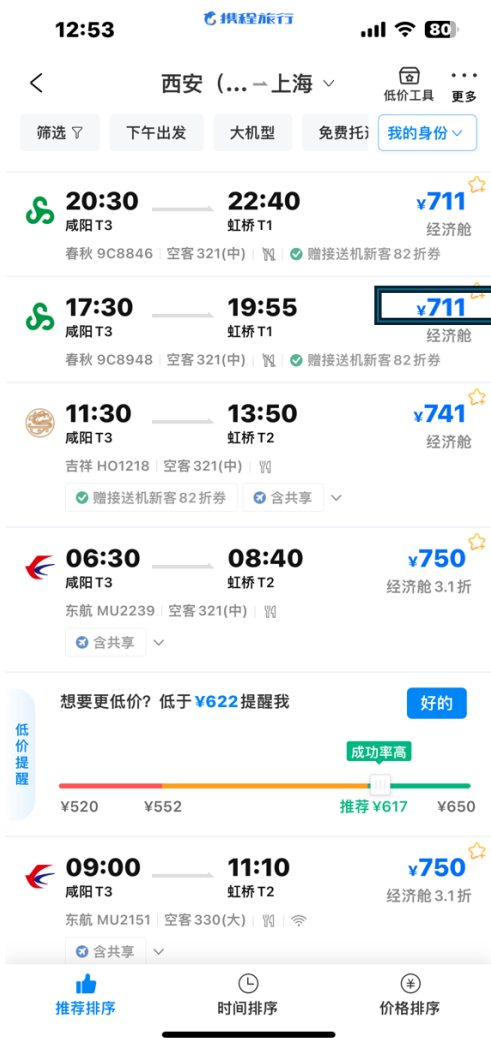 12:53
携程旅行
80
西安（... 上海
低价工具
更多
筛选
下午出发
大机型
免费托运
我的身份
20:30
22:40
¥711
咸阳T3
虹桥T1
经济舱
春秋 9C8846 空客321(中) 赠接送机新客82折券
17:30
19:55
¥711
咸阳T3
虹桥T1
经济舱
春秋 9C8948 空客321(中) 赠接送机新客82折券
11:30
13:50
¥741
咸阳T3
虹桥T2
经济舱
吉祥 HO1218 空客321(中)
赠接送机新客82折券 含共享
06:30
08:40
¥750
咸阳T3
虹桥T2
经济舱3.1折
东航 MU2239 空客321(中)
含共享
低价提醒
想要更低价？低于¥622提醒我
好的
成功率高
¥520
¥552
推荐¥617
¥650
09:00
11:10
¥750
咸阳T3
虹桥T2
经济舱3.1折
东航 MU2151 空客330(大)
含共享
推荐排序
时间排序
价格排序